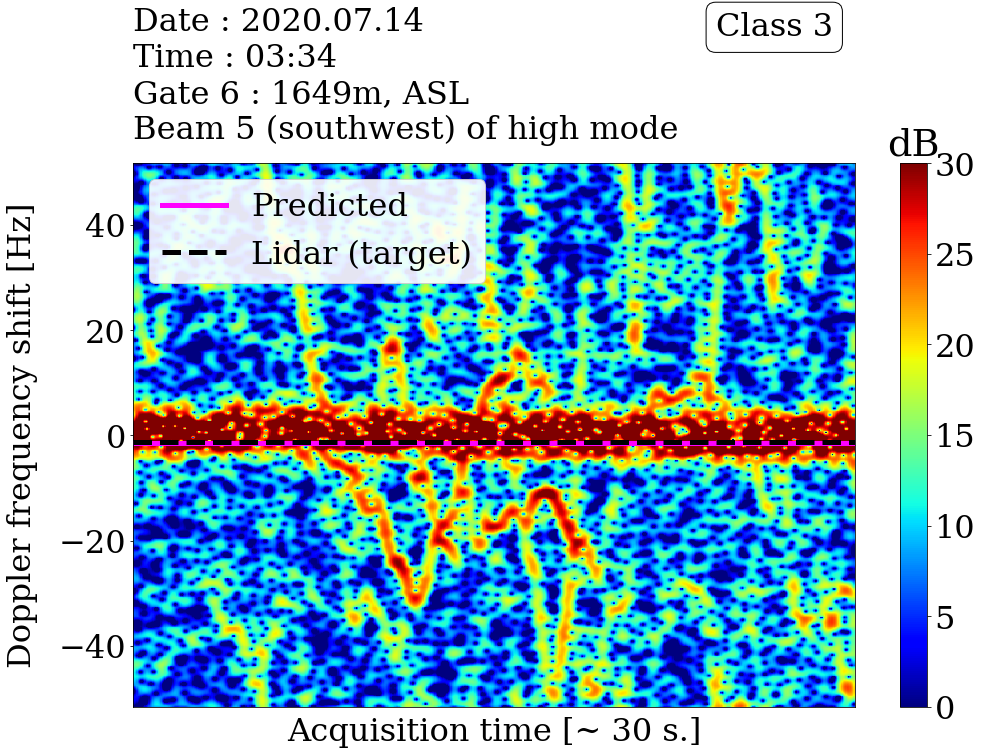 Date : 2020.07.14
Time : 03:34
Gate 6 : 1649m, ASL
Beam 5 (southwest) of high mode
Class 3
dB
Predicted
Lidar (target)
Doppler frequency shift [Hz]
40
20
0
−20
−40
Acquisition time [~ 30 s.]
30
25
20
15
10
5
0